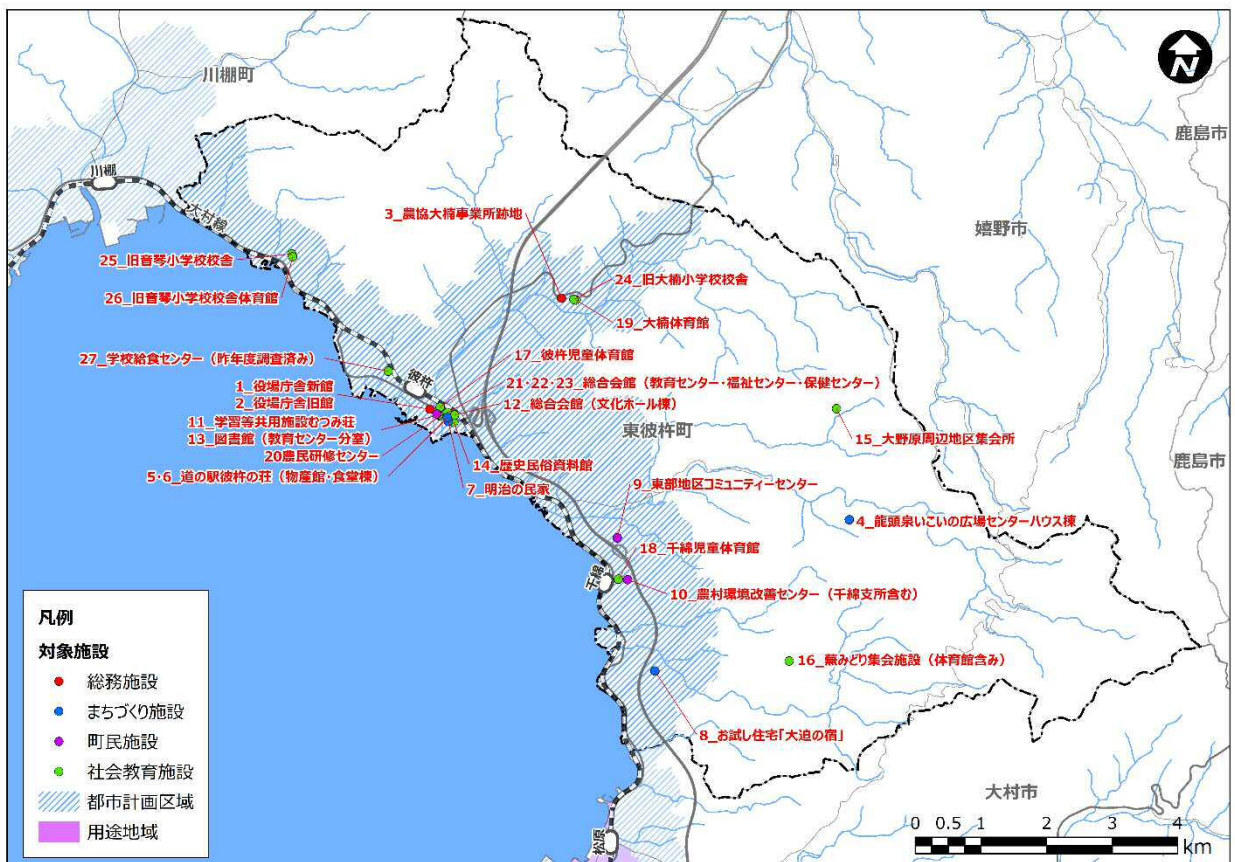 川棚町
N
鹿島市
川棚
大村線
3_農協大楠事業所跡地
嬉野市
25_旧音琴小学校校舎
24_旧大楠小学校校舎
26_旧音琴小学校校舎体育館
19_大楠体育館
27_学校給食センター（昨年度調査済み）
17_彼杵児童体育館
彼杵
1_役場庁舎新館
21・22・23_総合会館（教育センター・福祉センター・保健センター）
2_役場庁舎旧館
12_総合会館（文化ホール棟）
11_学習等共用施設むつみ荘
東彼杵町
15_大野原周辺地区集会所
13_図書館（教育センター分室）
20農民研修センター
14_歴史民俗資料館
鹿島市
5・6_道の駅彼杵の荘（物産館・食堂棟）
7_明治の民家
9_東部地区コミュニティーセンター
4_龍頭泉いこいの広場センターハウス棟
18_千綿児童体育館
千綿
10_農村環境改善センター（千綿支所含む）
16_蕪みどり集会施設（体育館含み）
8_お試し住宅「大迫の宿」
大村市
松原
凡例
対象施設
総務施設
まちづくり施設
町民施設
社会教育施設
都市計画区域
用途地域
0 0.5 1 2 3 4
km